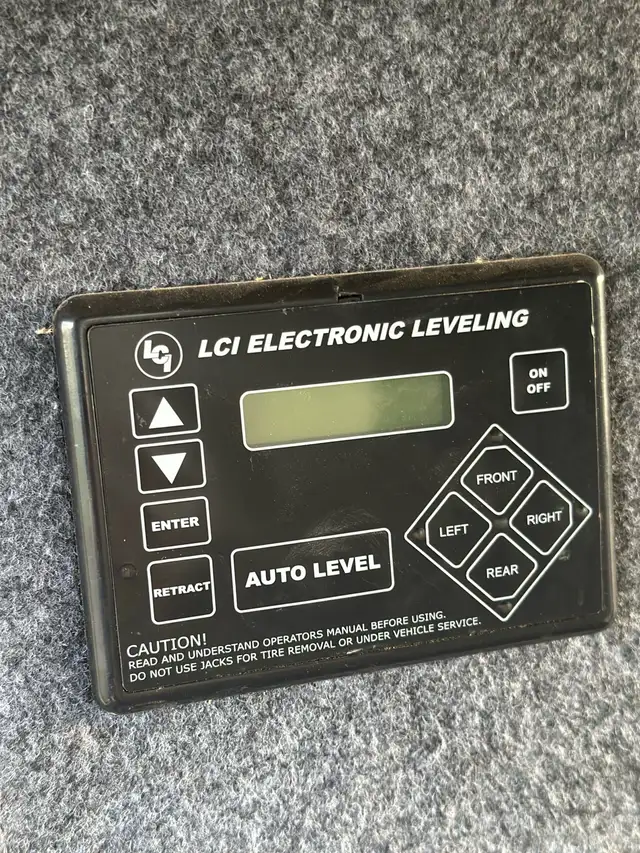 LCI
LCI ELECTRONIC LEVELING
ON
OFF
ENTER
RETRACT
AUTO LEVEL
FRONT
LEFT
RIGHT
REAR
CAUTION!
READ AND UNDERSTAND OPERATORS MANUAL BEFORE USING.
DO NOT USE JACKS FOR TIRE REMOVAL OR UNDER VEHICLE SERVICE.